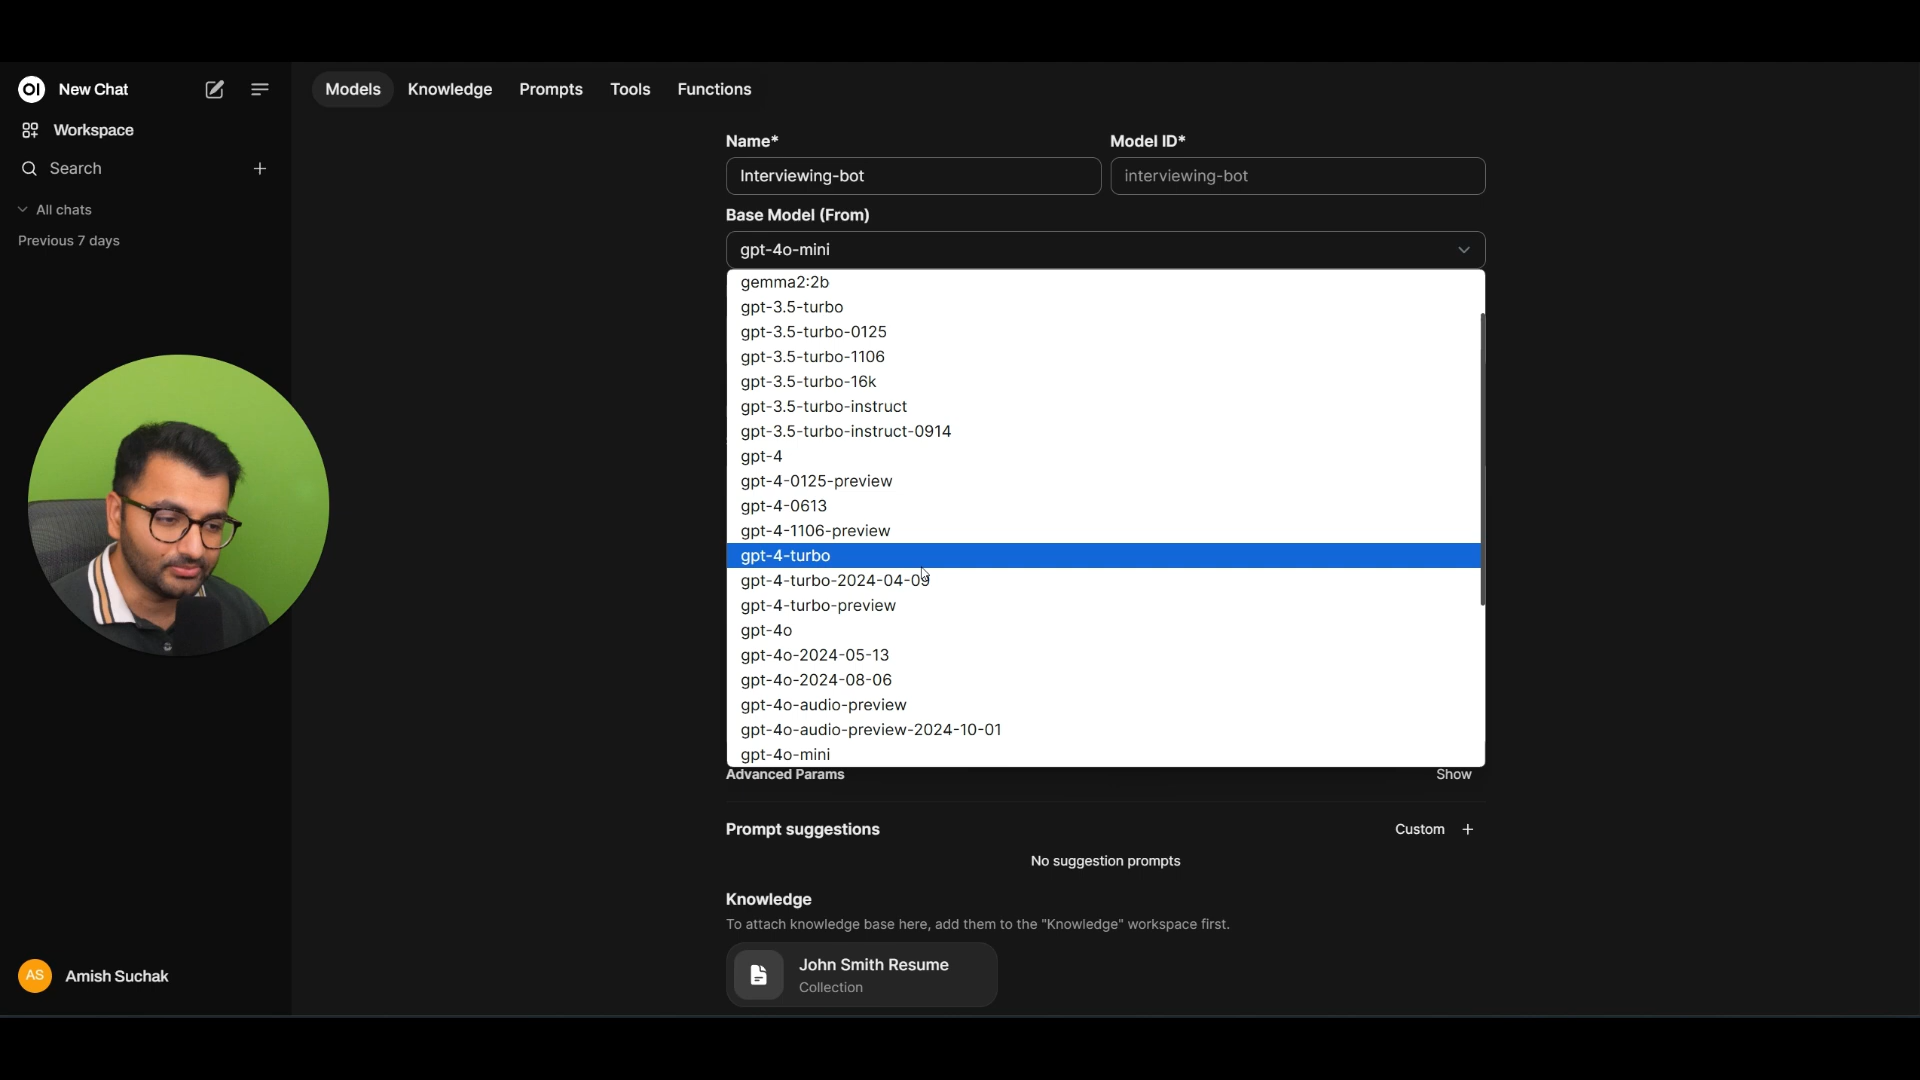 OI New Chat
Workspace
Search
All chats
Previous 7 days
Models Knowledge Prompts Tools Functions
Name* Model ID*
Interviewing-bot interviewing-bot
Base Model (From)
gpt-4o-mini
gemma2:2b
gpt-3.5-turbo
gpt-3.5-turbo-0125
gpt-3.5-turbo-1106
gpt-3.5-turbo-16k
gpt-3.5-turbo-instruct
gpt-3.5-turbo-instruct-0914
gpt-4
gpt-4-0125-preview
gpt-4-0613
gpt-4-1106-preview
gpt-4-turbo
gpt-4-turbo-2024-04-09
gpt-4-turbo-preview
gpt-4o
gpt-4o-2024-05-13
gpt-4o-2024-08-06
gpt-4o-audio-preview
gpt-4o-audio-preview-2024-10-01
gpt-4o-mini
Advanced Params Show
Prompt suggestions Custom +
No suggestion prompts
Knowledge
To attach knowledge base here, add them to the "Knowledge" workspace first.
John Smith Resume
Collection
AS Amish Suchak